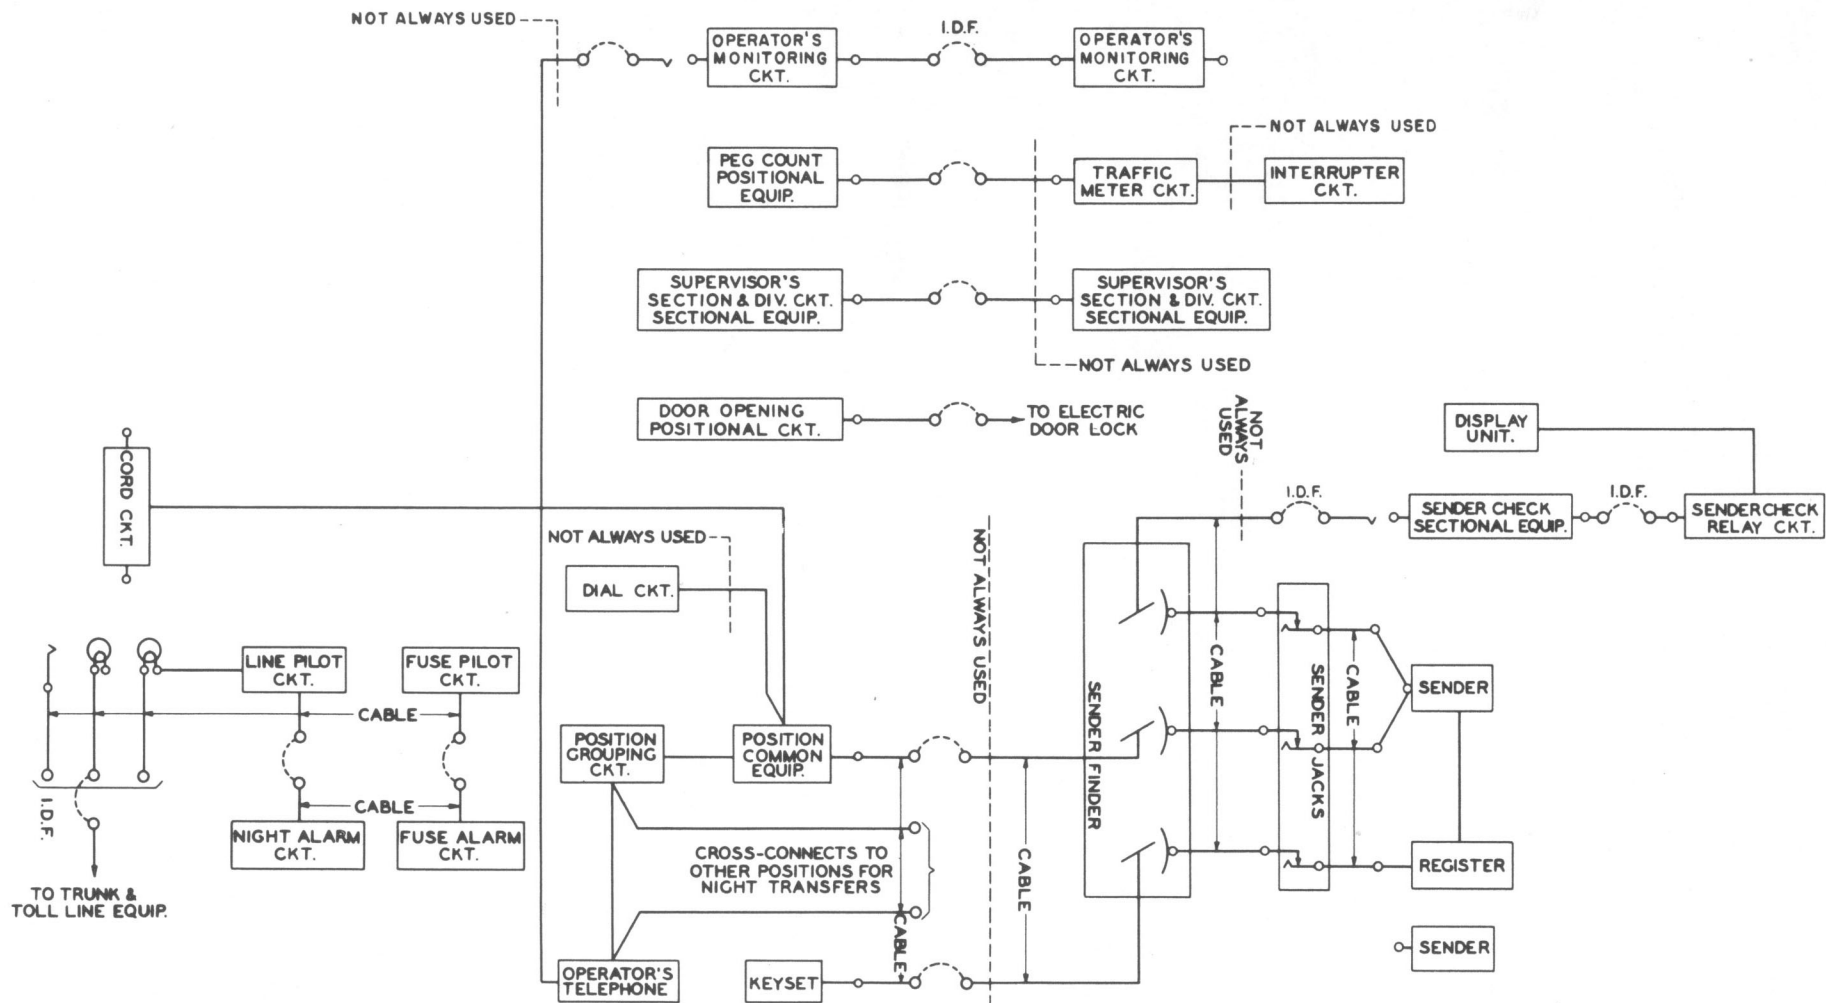 NOT ALWAYS USED
I.D.F.
OPERATOR'S
MONITORING
CKT.
OPERATOR'S
MONITORING
CKT.
NOT ALWAYS USED
PEG COUNT
POSITIONAL
EQUIP.
TRAFFIC
METER CKT.
INTERRUPTER
CKT.
SUPERVISOR'S
SECTION & DIV. CKT.
SECTIONAL EQUIP.
SUPERVISOR'S
SECTION & DIV. CKT.
SECTIONAL EQUIP.
NOT ALWAYS USED
DOOR OPENING
POSITIONAL CKT.
TO ELECTRIC
DOOR LOCK
NOT
ALWAYS
USED
DISPLAY
UNIT.
CORD CKT.
I.D.F.
SENDER CHECK
SECTIONAL EQUIP.
I.D.F.
SENDER CHECK
RELAY CKT.
NOT ALWAYS USED
DIAL CKT.
NOT ALWAYS USED
LINE PILOT
CKT.
FUSE PILOT
CKT.
CABLE
SENDER FINDER
CABLE
SENDER JACKS
CABLE
SENDER
POSITION
GROUPING
CKT.
POSITION
COMMON
EQUIP.
I.D.F.
CABLE
NIGHT ALARM
CKT.
FUSE ALARM
CKT.
CROSS-CONNECTS TO
OTHER POSITIONS FOR
NIGHT TRANSFERS
CABLE
CABLE
REGISTER
TO TRUNK &
TOLL LINE EQUIP.
OPERATOR'S
TELEPHONE
KEYSET
SENDER